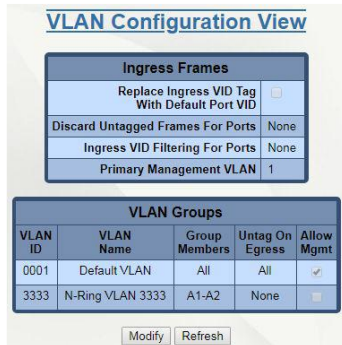 VLAN Configuration View
Ingress Frames
Replace Ingress VID Tag
With Default Port VID
Discard Untagged Frames For Ports None
Ingress VID Filtering For Ports None
Primary Management VLAN 1
VLAN Groups
VLAN ID VLAN Name Group Members Untag On Egress Allow Mgmt
0001 Default VLAN All All
3333 N-Ring VLAN 3333 A1-A2 None
Modify Refresh